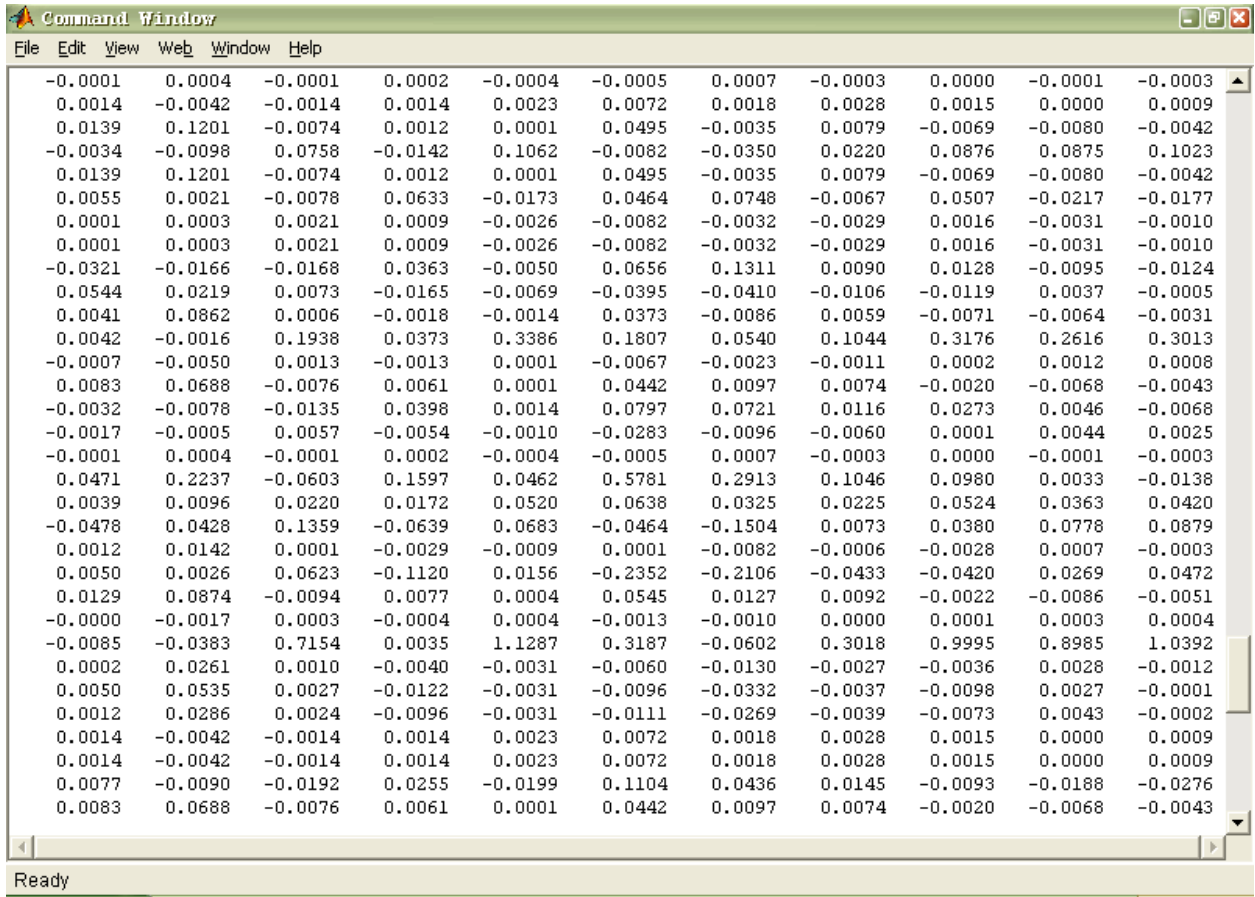 Command Window
File Edit View Web Window Help
-0.0001 0.0004 -0.0001 0.0002 -0.0004 -0.0005 0.0007 -0.0003 0.0000 -0.0001 -0.0003
0.0014 -0.0042 -0.0014 0.0014 0.0023 0.0072 0.0018 0.0028 0.0015 0.0000 0.0009
0.0139 0.1201 -0.0074 0.0012 0.0001 0.0495 -0.0035 0.0079 -0.0069 -0.0080 -0.0042
-0.0034 -0.0098 0.0758 -0.0142 0.1062 -0.0082 -0.0350 0.0220 0.0876 0.0875 0.1023
0.0139 0.1201 -0.0074 0.0012 0.0001 0.0495 -0.0035 0.0079 -0.0069 -0.0080 -0.0042
0.0055 0.0021 -0.0078 0.0633 -0.0173 0.0464 0.0748 -0.0067 0.0507 -0.0217 -0.0177
0.0001 0.0003 0.0021 0.0009 -0.0026 -0.0082 -0.0032 -0.0029 0.0016 -0.0031 -0.0010
0.0001 0.0003 0.0021 0.0009 -0.0026 -0.0082 -0.0032 -0.0029 0.0016 -0.0031 -0.0010
-0.0321 -0.0166 -0.0168 0.0363 -0.0050 0.0656 0.1311 0.0090 0.0128 -0.0095 -0.0124
0.0544 0.0219 0.0073 -0.0165 -0.0069 -0.0395 -0.0410 -0.0106 -0.0119 0.0037 -0.0005
0.0041 0.0862 0.0006 -0.0018 -0.0014 0.0373 -0.0086 0.0059 -0.0071 -0.0064 -0.0031
0.0042 -0.0016 0.1938 0.0373 0.3386 0.1807 0.0540 0.1044 0.3176 0.2616 0.3013
-0.0007 -0.0050 0.0013 -0.0013 0.0001 -0.0067 -0.0023 -0.0011 0.0002 0.0012 0.0008
0.0083 0.0688 -0.0076 0.0061 0.0001 0.0442 0.0097 0.0074 -0.0020 -0.0068 -0.0043
-0.0032 -0.0078 -0.0135 0.0398 0.0014 0.0797 0.0721 0.0116 0.0273 0.0046 -0.0068
-0.0017 -0.0005 0.0057 -0.0054 -0.0010 -0.0283 -0.0096 -0.0060 0.0001 0.0044 0.0025
-0.0001 0.0004 -0.0001 0.0002 -0.0004 -0.0005 0.0007 -0.0003 0.0000 -0.0001 -0.0003
0.0471 0.2237 -0.0603 0.1597 0.0462 0.5781 0.2913 0.1046 0.0980 0.0033 -0.0138
0.0039 0.0096 0.0220 0.0172 0.0520 0.0638 0.0325 0.0225 0.0524 0.0363 0.0420
-0.0478 0.0428 0.1359 -0.0639 0.0683 -0.0464 -0.1504 0.0073 0.0380 0.0778 0.0879
0.0012 0.0142 0.0001 -0.0029 -0.0009 0.0001 -0.0082 -0.0006 -0.0028 0.0007 -0.0003
0.0050 0.0026 0.0623 -0.1120 0.0156 -0.2352 -0.2106 -0.0433 -0.0420 0.0269 0.0472
0.0129 0.0874 -0.0094 0.0077 0.0004 0.0545 0.0127 0.0092 -0.0022 -0.0086 -0.0051
-0.0000 -0.0017 0.0003 -0.0004 0.0004 -0.0013 -0.0010 0.0000 0.0001 0.0003 0.0004
-0.0085 -0.0383 0.7154 0.0035 1.1287 0.3187 -0.0602 0.3018 0.9995 0.8985 1.0392
0.0002 0.0261 0.0010 -0.0040 -0.0031 -0.0060 -0.0130 -0.0027 -0.0036 0.0028 -0.0012
0.0050 0.0535 0.0027 -0.0122 -0.0031 -0.0096 -0.0332 -0.0037 -0.0098 0.0027 -0.0001
0.0012 0.0286 0.0024 -0.0096 -0.0031 -0.0111 -0.0269 -0.0039 -0.0073 0.0043 -0.0002
0.0014 -0.0042 -0.0014 0.0014 0.0023 0.0072 0.0018 0.0028 0.0015 0.0000 0.0009
0.0014 -0.0042 -0.0014 0.0014 0.0023 0.0072 0.0018 0.0028 0.0015 0.0000 0.0009
0.0077 -0.0090 -0.0192 0.0255 -0.0199 0.1104 0.0436 0.0145 -0.0093 -0.0188 -0.0276
0.0083 0.0688 -0.0076 0.0061 0.0001 0.0442 0.0097 0.0074 -0.0020 -0.0068 -0.0043
Ready